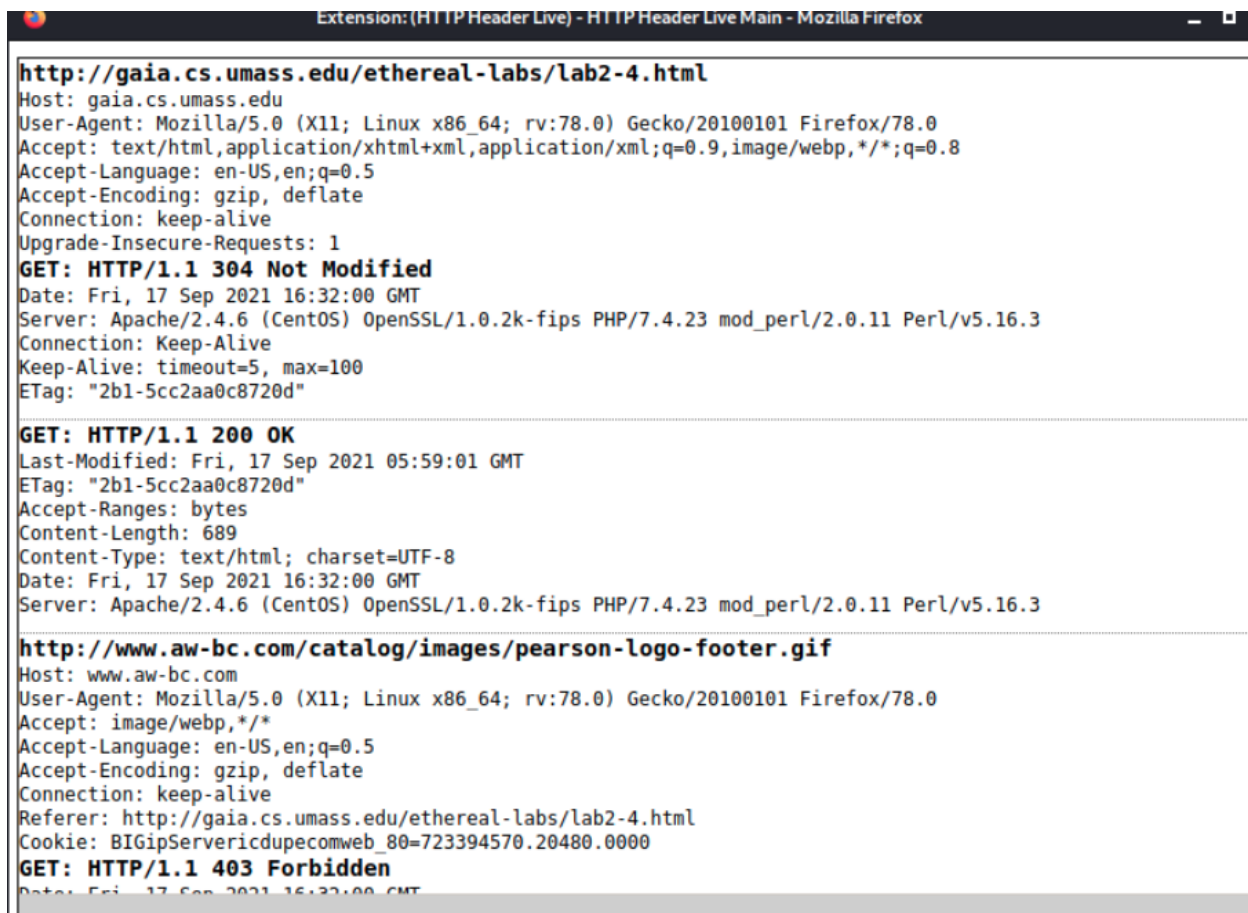 Extension: (HTTP Header Live) - HTTP Header Live Main - Mozilla Firefox
http://gaia.cs.umass.edu/ethereal-labs/lab2-4.html
Host: gaia.cs.umass.edu
User-Agent: Mozilla/5.0 (X11; Linux x86_64; rv:78.0) Gecko/20100101 Firefox/78.0
Accept: text/html,application/xhtml+xml,application/xml;q=0.9,image/webp,*/*;q=0.8
Accept-Language: en-US,en;q=0.5
Accept-Encoding: gzip, deflate
Connection: keep-alive
Upgrade-Insecure-Requests: 1
GET: HTTP/1.1 304 Not Modified
Date: Fri, 17 Sep 2021 16:32:00 GMT
Server: Apache/2.4.6 (CentOS) OpenSSL/1.0.2k-fips PHP/7.4.23 mod_perl/2.0.11 Perl/v5.16.3
Connection: Keep-Alive
Keep-Alive: timeout=5, max=100
ETag: "2b1-5cc2aa0c8720d"
GET: HTTP/1.1 200 OK
Last-Modified: Fri, 17 Sep 2021 05:59:01 GMT
ETag: "2b1-5cc2aa0c8720d"
Accept-Ranges: bytes
Content-Length: 689
Content-Type: text/html; charset=UTF-8
Date: Fri, 17 Sep 2021 16:32:00 GMT
Server: Apache/2.4.6 (CentOS) OpenSSL/1.0.2k-fips PHP/7.4.23 mod_perl/2.0.11 Perl/v5.16.3
http://www.aw-bc.com/catalog/images/pearson-logo-footer.gif
Host: www.aw-bc.com
User-Agent: Mozilla/5.0 (X11; Linux x86_64; rv:78.0) Gecko/20100101 Firefox/78.0
Accept: image/webp,*/*
Accept-Language: en-US,en;q=0.5
Accept-Encoding: gzip, deflate
Connection: keep-alive
Referer: http://gaia.cs.umass.edu/ethereal-labs/lab2-4.html
Cookie: BIGipServericdupecomweb_80=723394570.20480.0000
GET: HTTP/1.1 403 Forbidden
Date: Fri, 17 Sep 2021 16:32:00 GMT